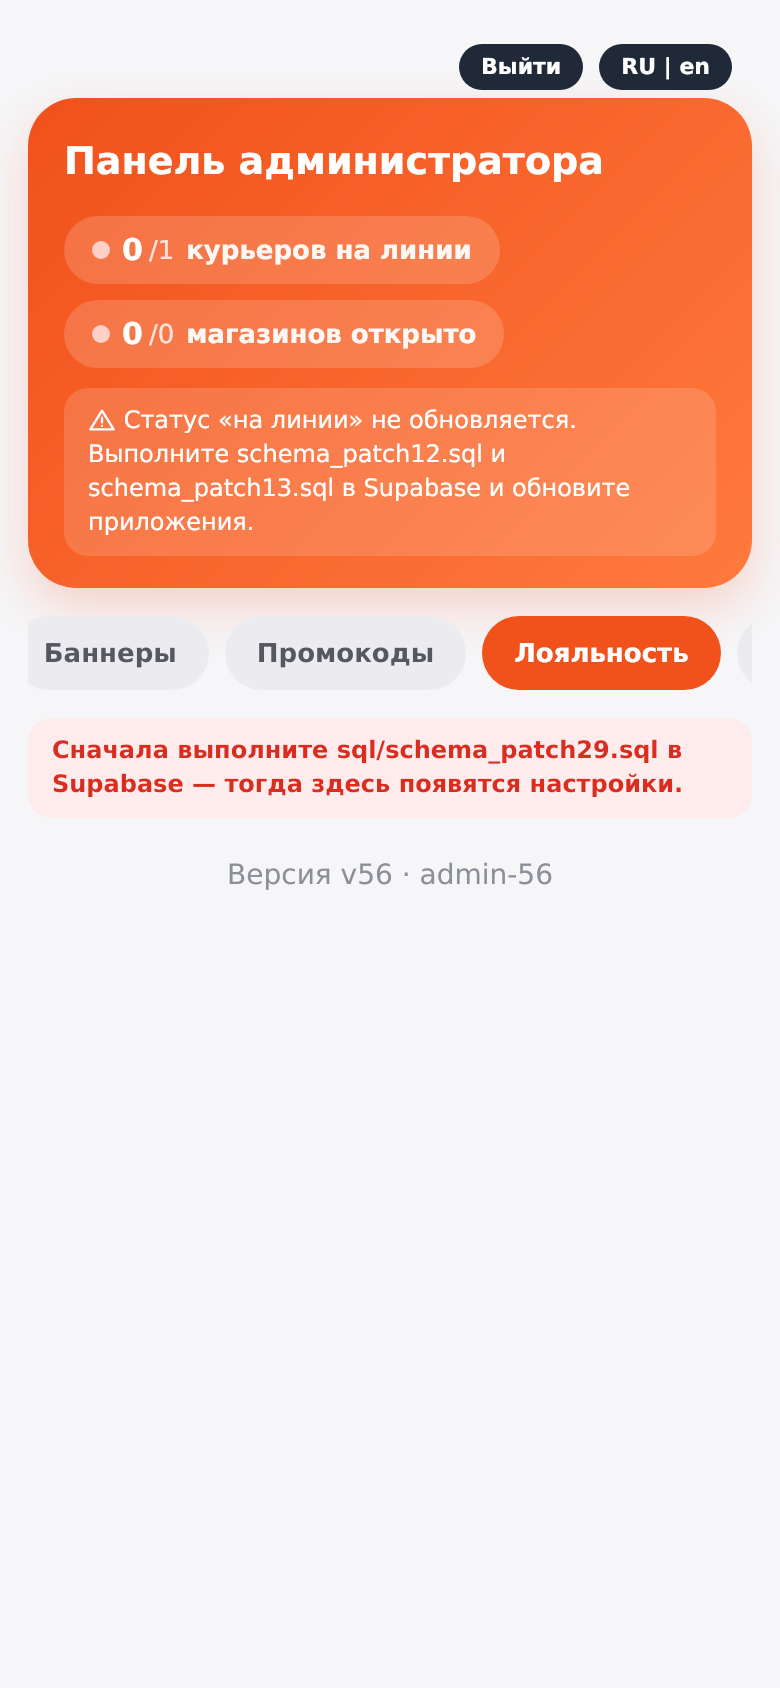 Выйти
RU | en
Панель администратора
0 /1 курьеров на линии
0 /0 магазинов открыто
⚠ Статус «на линии» не обновляется.
Выполните schema_patch12.sql и
schema_patch13.sql в Supabase и обновите
приложения.
Баннеры
Промокоды
Лояльность
Сначала выполните sql/schema_patch29.sql в
Supabase — тогда здесь появятся настройки.
Версия v56 · admin-56